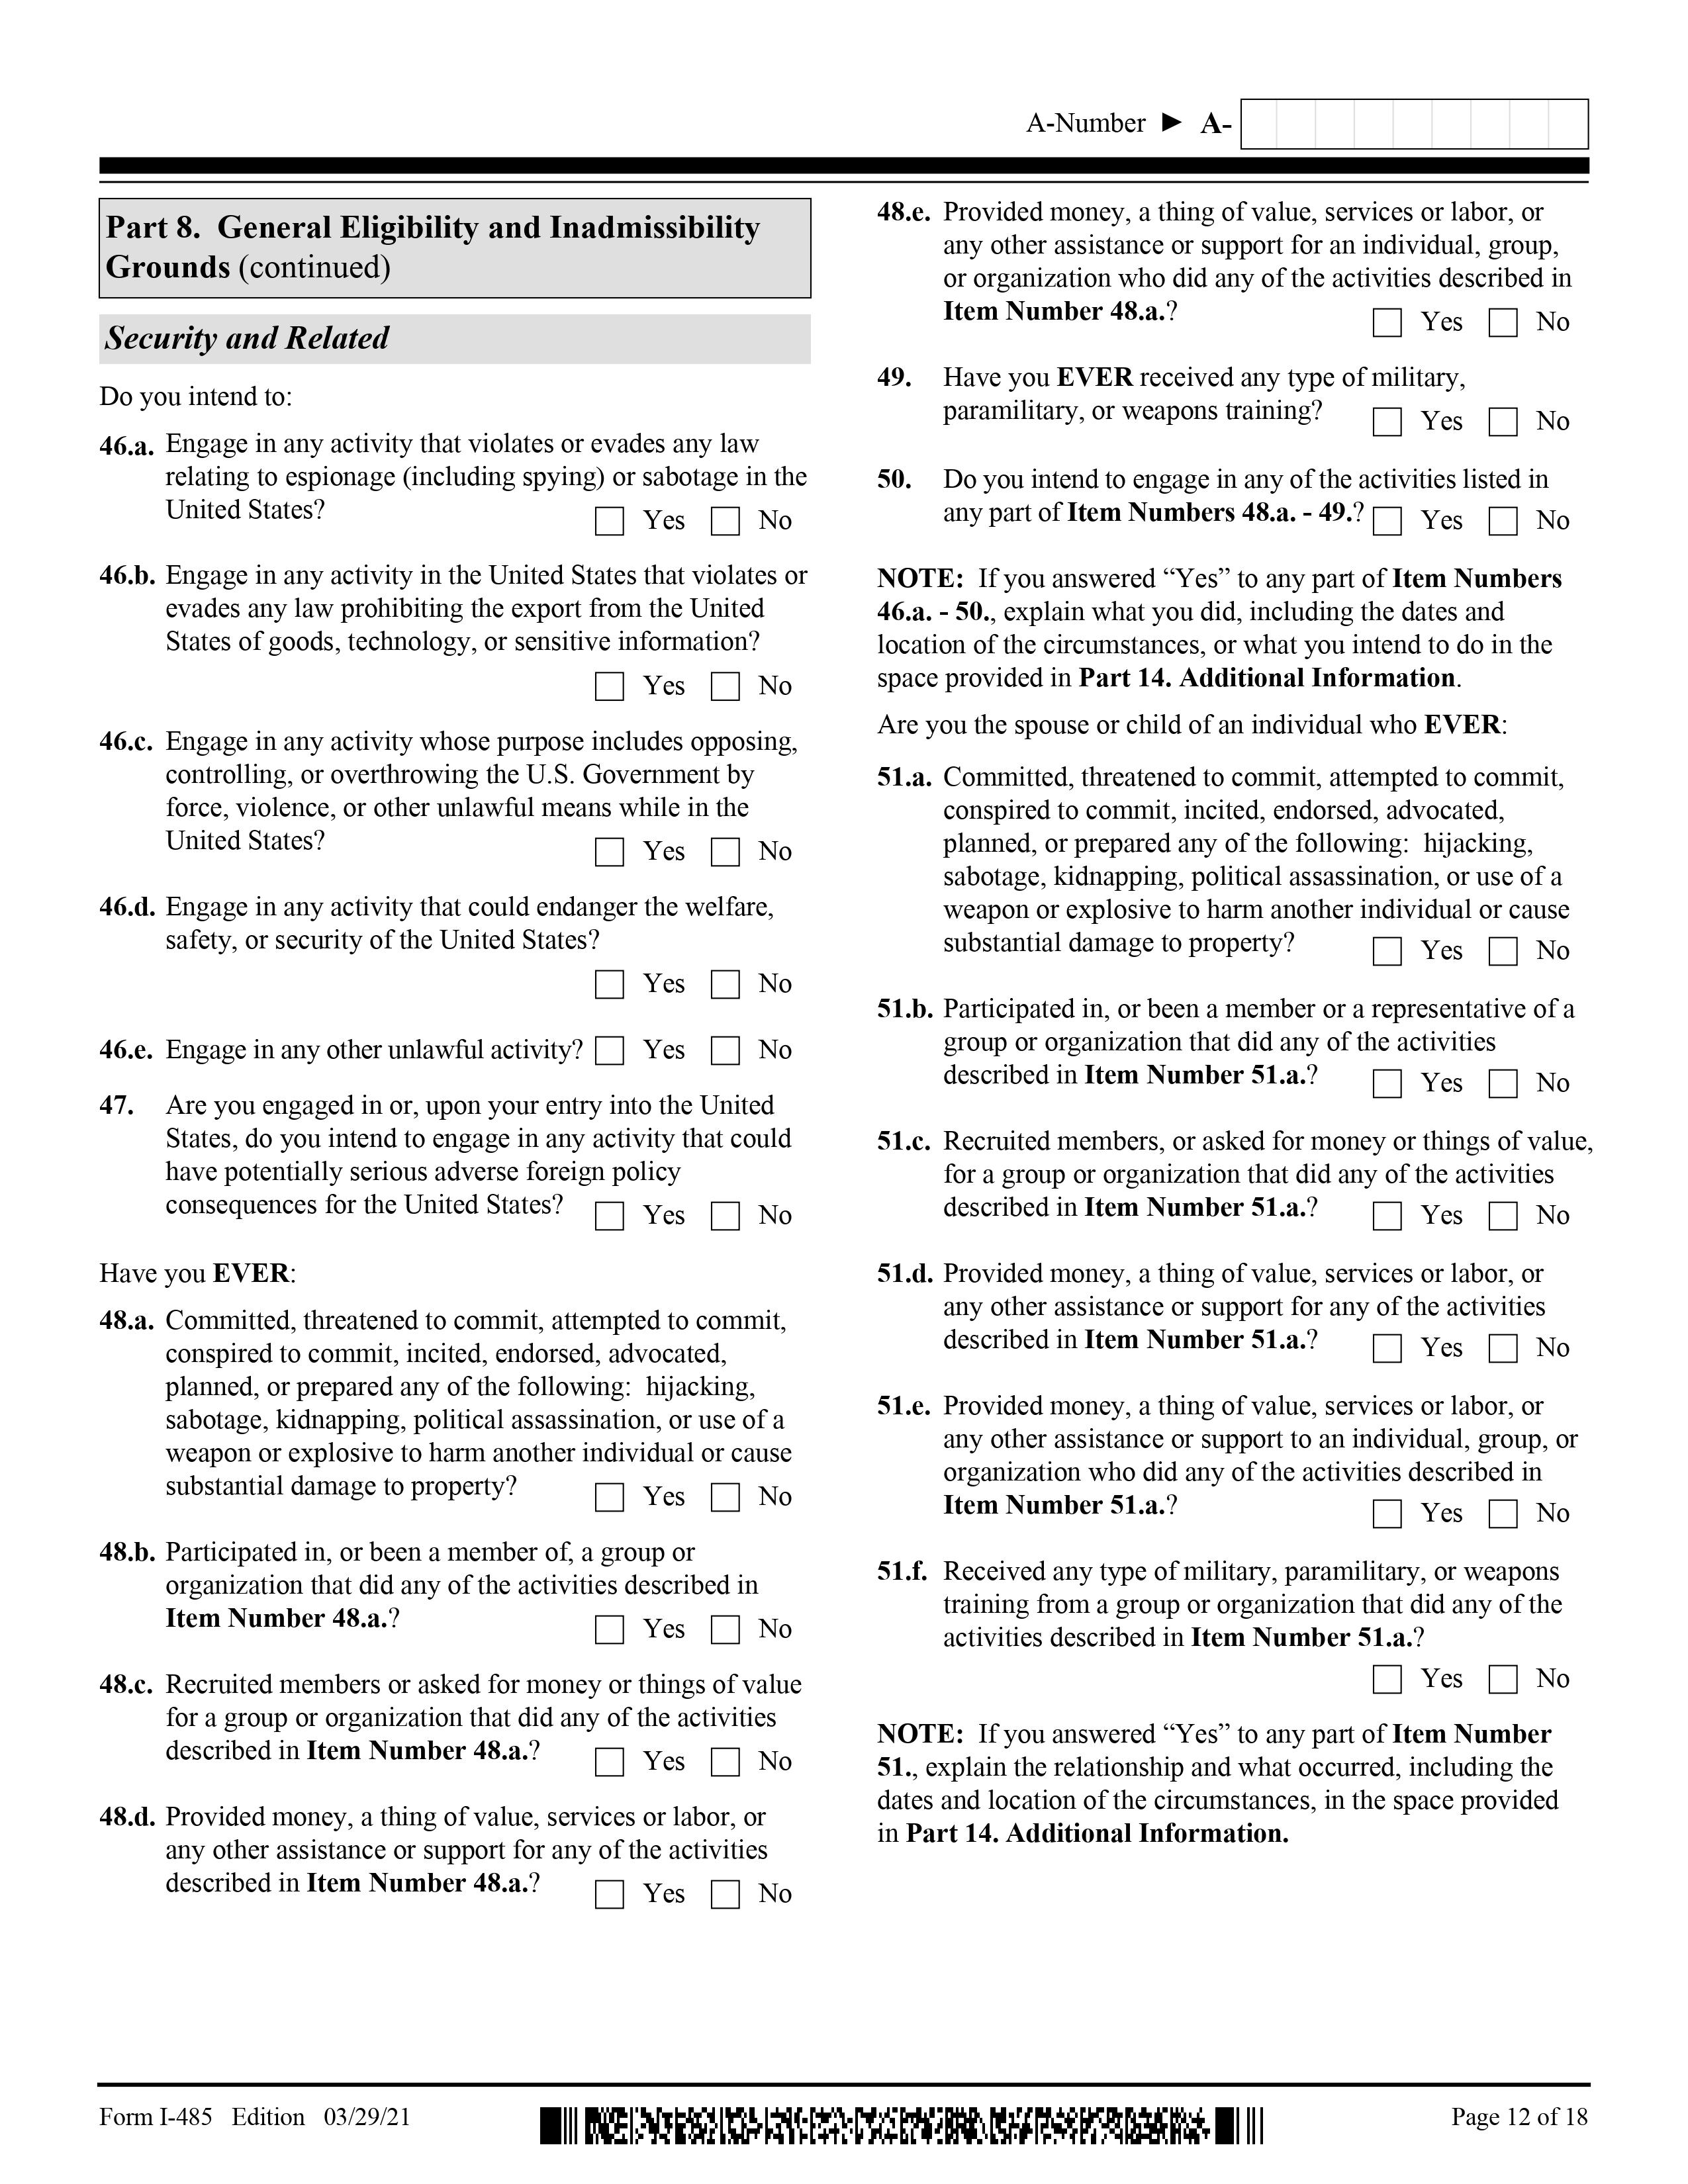 A-Number ► A-
Part 8.  General Eligibility and Inadmissibility
Grounds (continued)
Security and Related
Do you intend to:
46.a. Engage in any activity that violates or evades any law
relating to espionage (including spying) or sabotage in the
United States?
Yes No
46.b. Engage in any activity in the United States that violates or
evades any law prohibiting the export from the United
States of goods, technology, or sensitive information?
Yes No
46.c. Engage in any activity whose purpose includes opposing,
controlling, or overthrowing the U.S. Government by
force, violence, or other unlawful means while in the
United States?
Yes No
46.d. Engage in any activity that could endanger the welfare,
safety, or security of the United States?
Yes No
46.e. Engage in any other unlawful activity? Yes No
47. Are you engaged in or, upon your entry into the United
States, do you intend to engage in any activity that could
have potentially serious adverse foreign policy
consequences for the United States?
Yes No
Have you EVER:
48.a. Committed, threatened to commit, attempted to commit,
conspired to commit, incited, endorsed, advocated,
planned, or prepared any of the following:  hijacking,
sabotage, kidnapping, political assassination, or use of a
weapon or explosive to harm another individual or cause
substantial damage to property?
Yes No
48.b. Participated in, or been a member of, a group or
organization that did any of the activities described in
Item Number 48.a.?
Yes No
48.c. Recruited members or asked for money or things of value
for a group or organization that did any of the activities
described in Item Number 48.a.?
Yes No
48.d. Provided money, a thing of value, services or labor, or
any other assistance or support for any of the activities
described in Item Number 48.a.?
Yes No
48.e. Provided money, a thing of value, services or labor, or
any other assistance or support for an individual, group,
or organization who did any of the activities described in
Item Number 48.a.?
Yes No
49. Have you EVER received any type of military,
paramilitary, or weapons training?
Yes No
50. Do you intend to engage in any of the activities listed in
any part of Item Numbers 48.a. - 49.? Yes No
NOTE:  If you answered “Yes” to any part of Item Numbers
46.a. - 50., explain what you did, including the dates and
location of the circumstances, or what you intend to do in the
space provided in Part 14. Additional Information.
Are you the spouse or child of an individual who EVER:
51.a. Committed, threatened to commit, attempted to commit,
conspired to commit, incited, endorsed, advocated,
planned, or prepared any of the following:  hijacking,
sabotage, kidnapping, political assassination, or use of a
weapon or explosive to harm another individual or cause
substantial damage to property?
Yes No
51.b. Participated in, or been a member or a representative of a
group or organization that did any of the activities
described in Item Number 51.a.?
Yes No
51.c. Recruited members, or asked for money or things of value,
for a group or organization that did any of the activities
described in Item Number 51.a.?
Yes No
51.d. Provided money, a thing of value, services or labor, or
any other assistance or support for any of the activities
described in Item Number 51.a.?
Yes No
51.e. Provided money, a thing of value, services or labor, or
any other assistance or support to an individual, group, or
organization who did any of the activities described in
Item Number 51.a.?
Yes No
51.f. Received any type of military, paramilitary, or weapons
training from a group or organization that did any of the
activities described in Item Number 51.a.?
Yes No
NOTE:  If you answered “Yes” to any part of Item Number
51., explain the relationship and what occurred, including the
dates and location of the circumstances, in the space provided
in Part 14. Additional Information.
Form I-485 Edition 03/29/21
Page 12 of 18